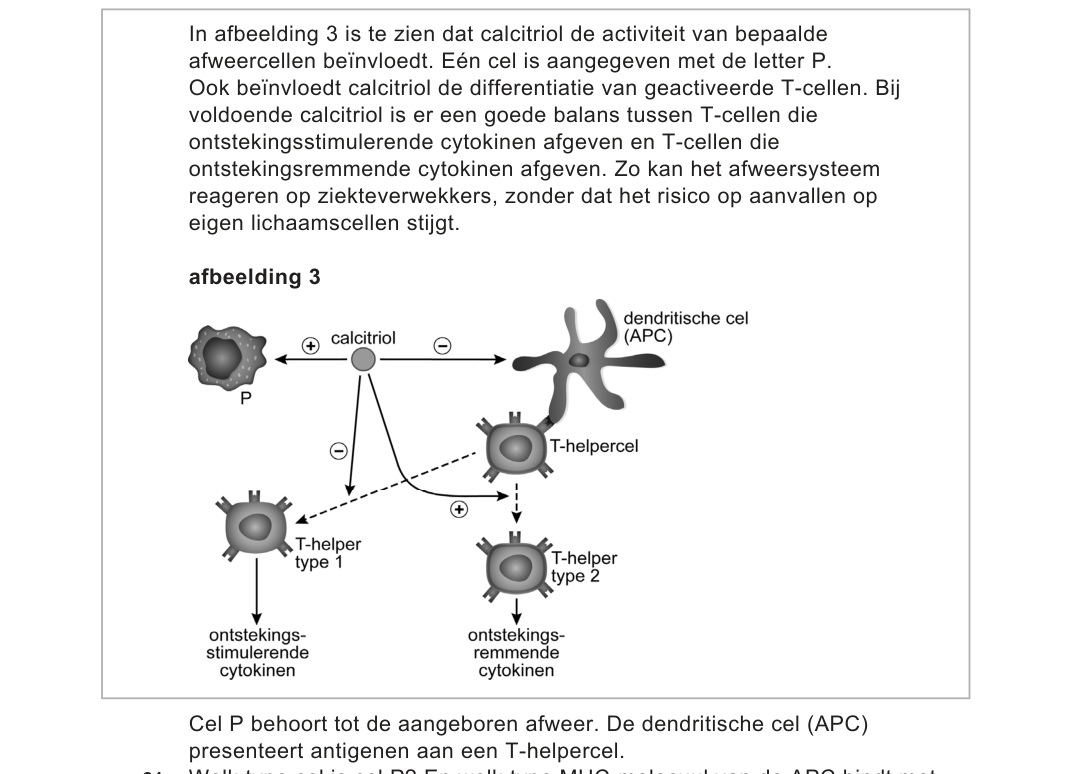 In afbeelding 3 is te zien dat calcitriol de activiteit van bepaalde
afweercellen beïnvloedt. Eén cel is aangegeven met de letter P.
Ook beïnvloedt calcitriol de differentiatie van geactiveerde T-cellen. Bij
voldoende calcitriol is er een goede balans tussen T-cellen die
ontstekingsstimulerende cytokinen afgeven en T-cellen die
ontstekingsremmende cytokinen afgeven. Zo kan het afweersysteem
reageren op ziekteverwekkers, zonder dat het risico op aanvallen op
eigen lichaamscellen stijgt.
afbeelding 3
calcitriol
dendritische cel
(APC)
+
−
P
T-helpercel
−
+
T-helper
type 1
T-helper
type 2
ontstekings-
stimulerende
cytokinen
ontstekings-
remmende
cytokinen
Cel P behoort tot de aangeboren afweer. De dendritische cel (APC)
presenteert antigenen aan een T-helpercel.